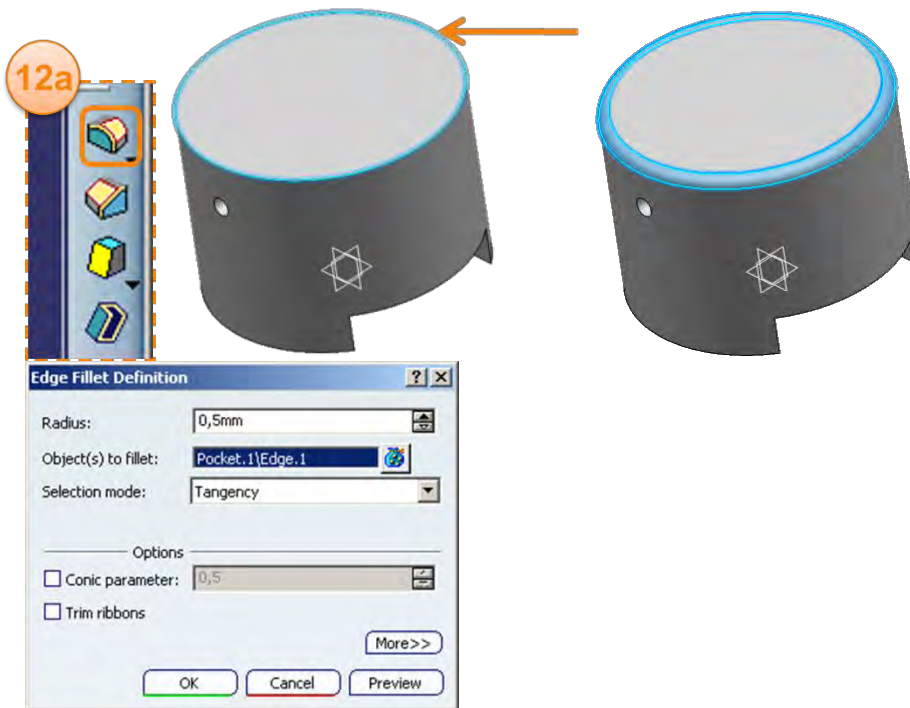 12a
Edge Fillet Definition
Radius: 0,5mm
Object(s) to fillet: Pocket.1\Edge.1
Selection mode: Tangency
Options
Conic parameter: 0,5
Trim ribbons
More>>
OK Cancel Preview